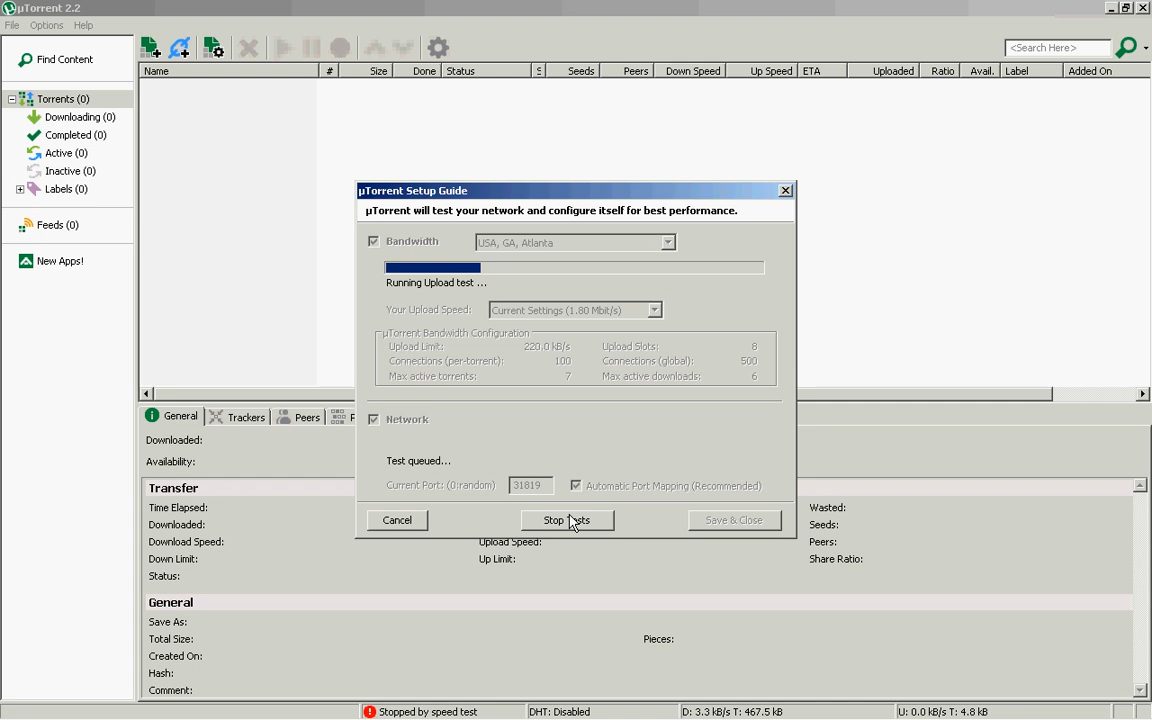 µTorrent 2.2
File Options Help
<Search Here>
Find Content
Torrents (0)
Downloading (0)
Completed (0)
Active (0)
Inactive (0)
Labels (0)
Feeds (0)
New Apps!
Name # Size Done Status S Seeds Peers Down Speed Up Speed ETA Uploaded Ratio Avail. Label Added On
µTorrent Setup Guide
µTorrent will test your network and configure itself for best performance.
Bandwidth USA, GA, Atlanta
Running Upload test ...
Your Upload Speed: Current Settings (1.80 Mbit/s)
µTorrent Bandwidth Configuration
Upload Limit: 220.0 kB/s Upload Slots: 8
Connections (per-torrent): 100 Connections (global): 500
Max active torrents: 7 Max active downloads: 6
Network
Test queued...
Current Port: (0:random) 31819 Automatic Port Mapping (Recommended)
Cancel Stop Save & Close
General Trackers Peers
Downloaded:
Availability:
Transfer
Time Elapsed: Wasted:
Downloaded: Seeds:
Download Speed: Upload Speed: Peers:
Down Limit: Up Limit: Share Ratio:
Status:
General
Save As:
Total Size: Pieces:
Created On:
Hash:
Comment:
Stopped by speed test DHT: Disabled D: 3.3 kB/s T: 467.5 kB U: 0.0 kB/s T: 4.8 kB